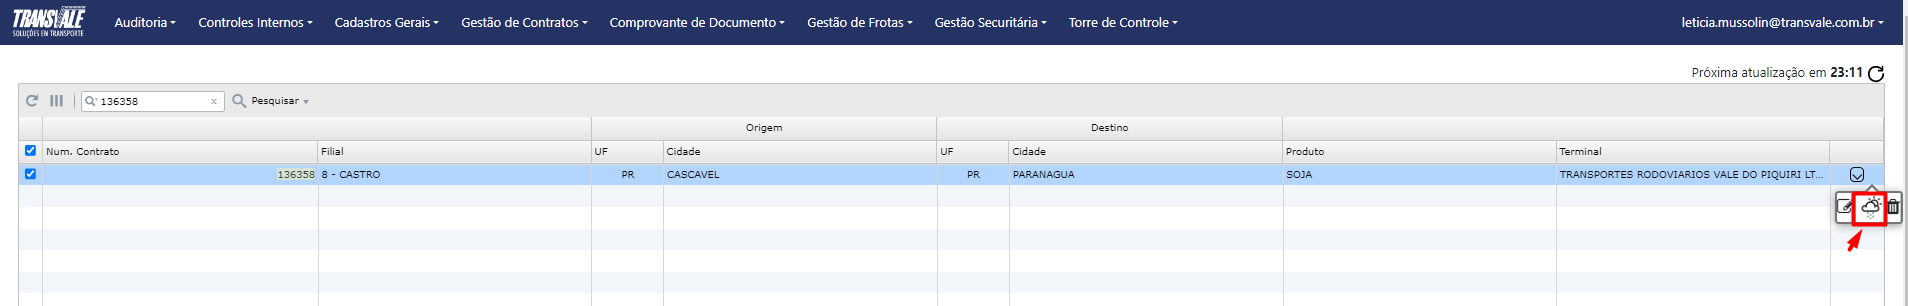 TRANSVALE
SOLUÇÕES EM TRANSPORTE
Auditoria Controles Internos Cadastros Gerais Gestão de Contratos Comprovante de Documento Gestão de Frotas Gestão Securitária Torre de Controle leticia.mussolin@transvale.com.br
Próxima atualização em 23:11
136358 x Pesquisar
Origem Destino
Num. Contrato Filial UF Cidade UF Cidade Produto Terminal
136358 8 - CASTRO PR CASCAVEL PR PARANAGUA SOJA TRANSPORTES RODOVIARIOS VALE DO PIQUIRI LT...